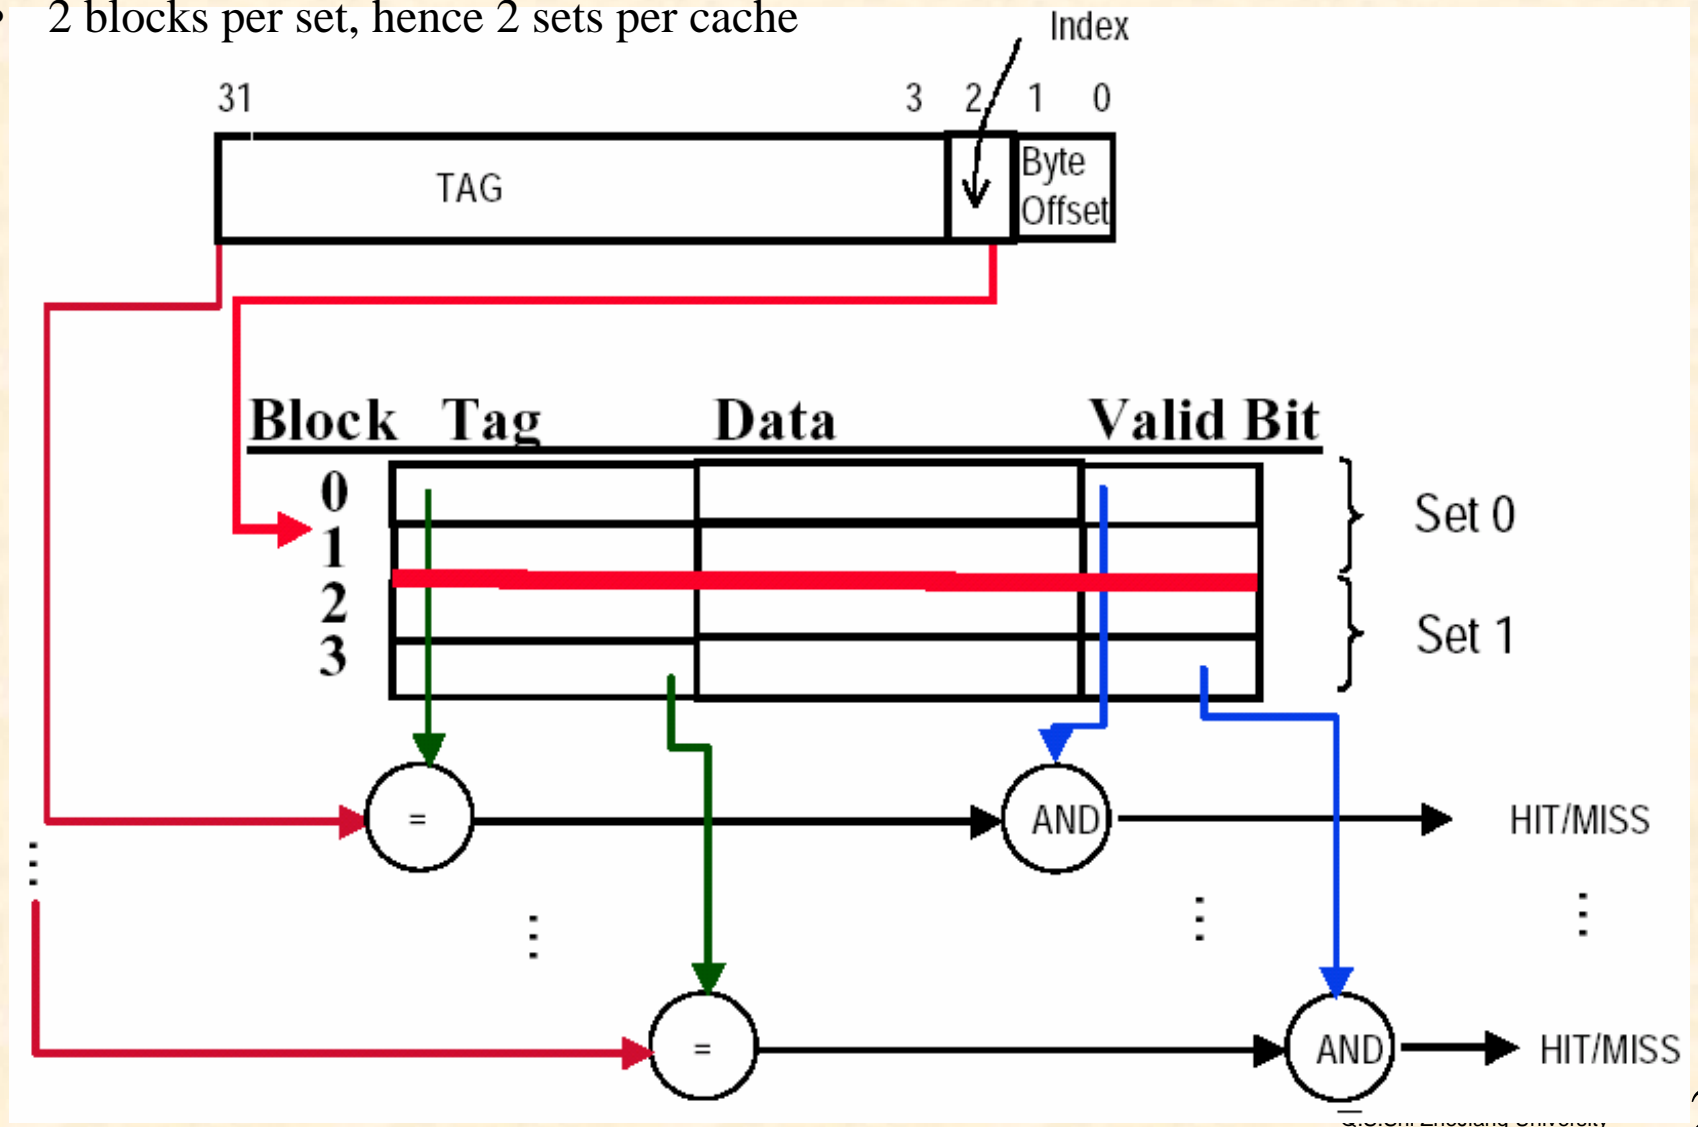 2 blocks per set, hence 2 sets per cache
Index
31 3 2 1 0
TAG
Byte
Offset
Block Tag Data Valid Bit
0
1
2
3
Set 0
Set 1
= AND HIT/MISS
= AND HIT/MISS